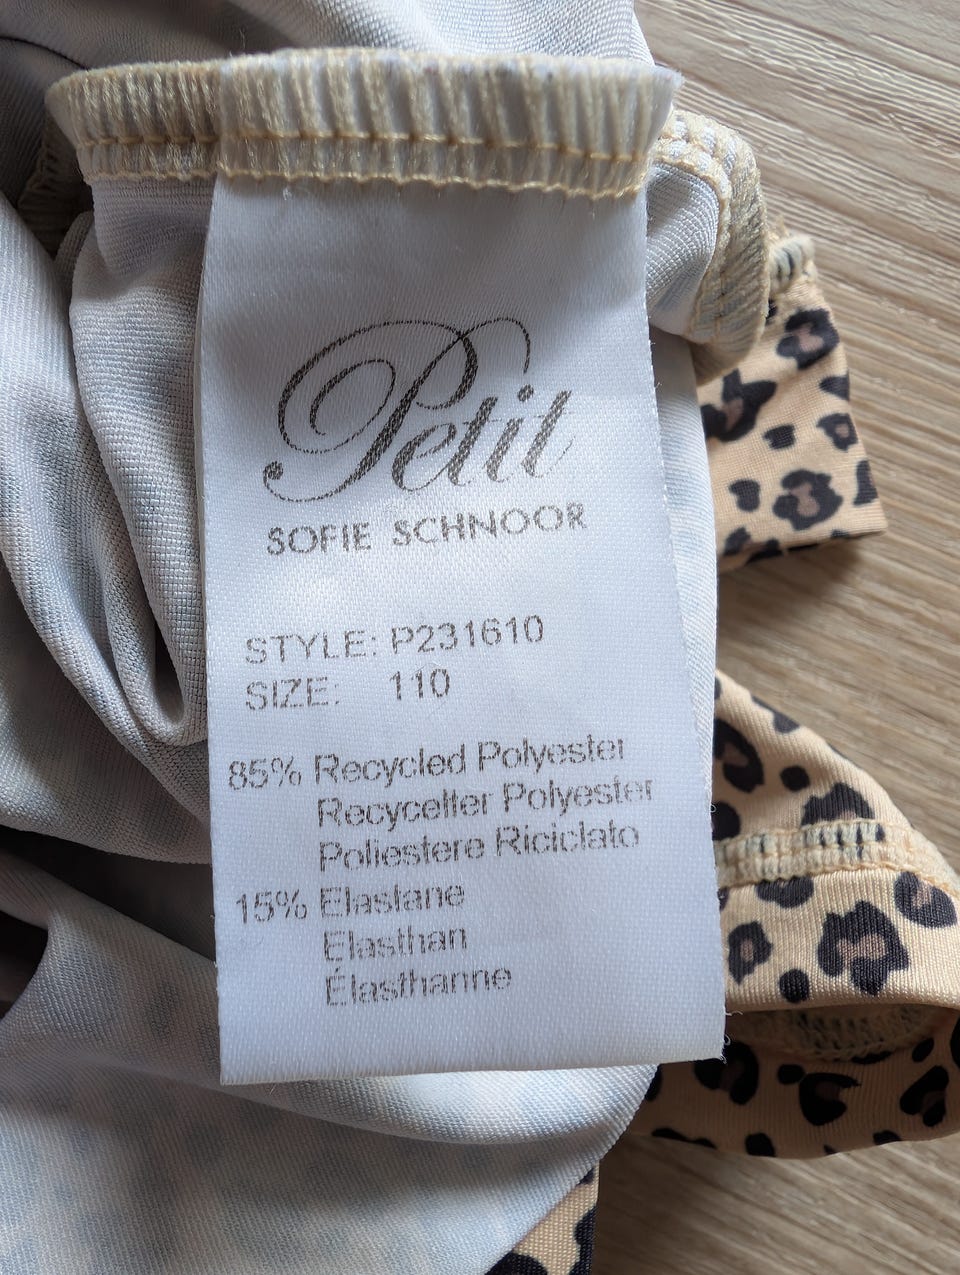 Petit
SOFIE SCHNOOR
STYLE: P231610
SIZE: 110
85% Recycled Polyester
Recycelter Polyester
Poliestere Riciclato
15% Elastane
Elasthan
Élasthanne